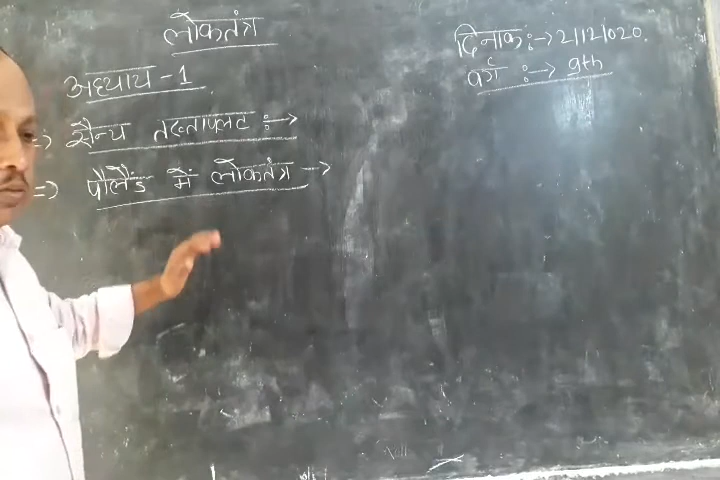 लोकतंत्र
दिनाक :-> 2/12/020.
वर्ग :-> 9th
अध्याय - 1
=> सैन्य तख्तापलट :->
=> पोलैंड में लोकतंत्र ->